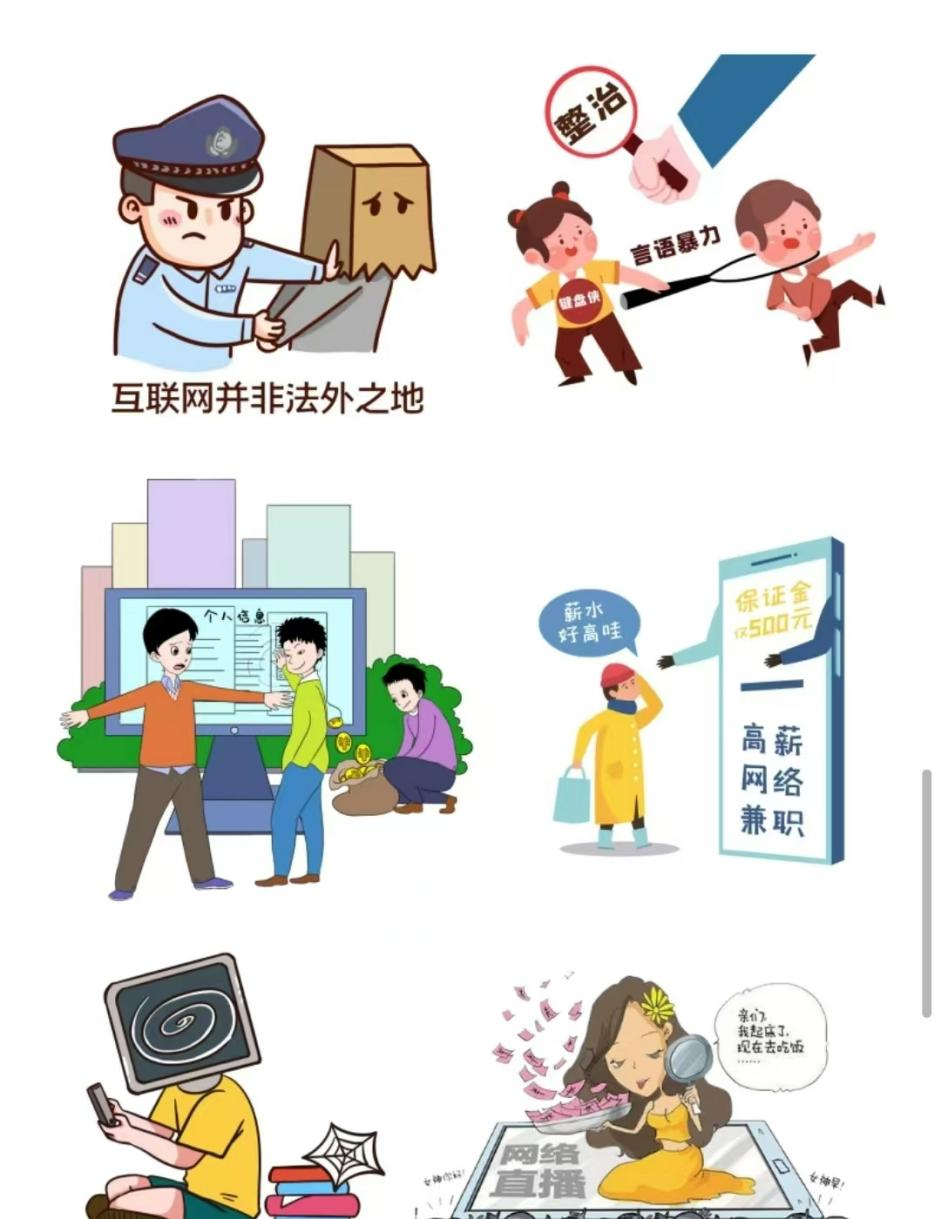 整治
言语暴力
键盘侠
互联网并非法外之地
个人信息
保证金
仅500元
薪水
好高哇
高薪
网络
兼职
亲们,
我起床了,
现在去吃饭
……
网络
直播
女神你好!
女神早!